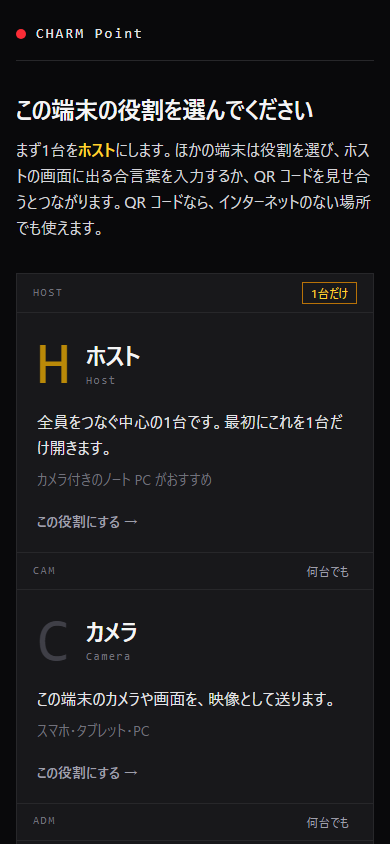 CHARM Point
この端末の役割を選んでください
まず1台をホストにします。ほかの端末は役割を選び、ホス
トの画面に出る合言葉を入力するか、QR コードを見せ合
うとつながります。QR コードなら、インターネットのない場所
でも使えます。
HOST
1台だけ
H
ホスト
Host
全員をつなぐ中心の1台です。最初にこれを1台だ
け開きます。
カメラ付きのノート PC がおすすめ
この役割にする →
CAM
何台でも
C
カメラ
Camera
この端末のカメラや画面を、映像として送ります。
スマホ・タブレット・PC
この役割にする →
ADM
何台でも